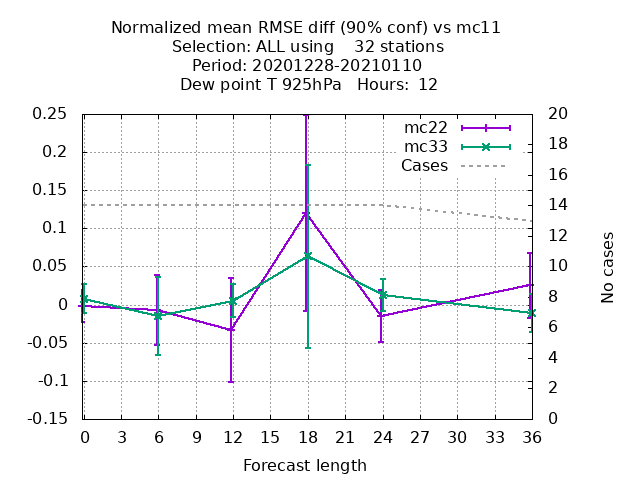 Normalized mean RMSE diff (90% conf) vs mc11
Selection: ALL using    32 stations
Period: 20201228-20210110
Dew point T 925hPa   Hours:  12
0.25
0.2
0.15
0.1
0.05
0
-0.05
-0.1
-0.15
mc22
mc33
Cases
20
18
16
14
12
10
8
6
4
2
0
No cases
0 3 6 9 12 15 18 21 24 27 30 33 36
Forecast length